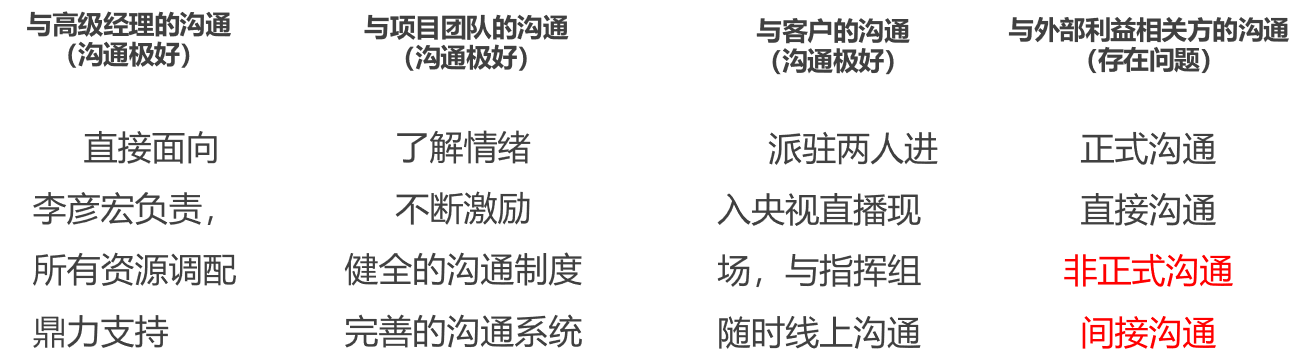 与高级经理的沟通
（沟通极好）
直接面向
李彦宏负责，
所有资源调配
鼎力支持
与项目团队的沟通
（沟通极好）
了解情绪
不断激励
健全的沟通制度
完善的沟通系统
与客户的沟通
（沟通极好）
派驻两人进
入央视直播现
场，与指挥组
随时线上沟通
与外部利益相关方的沟通
（存在问题）
正式沟通
直接沟通
非正式沟通
间接沟通